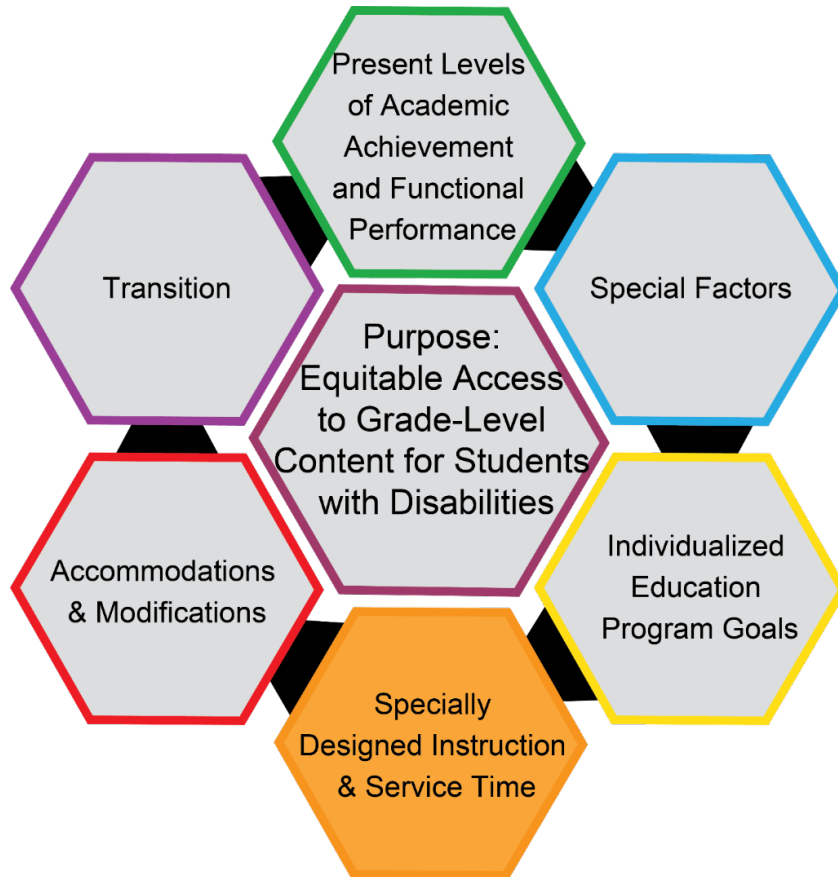 Present Levels
of Academic
Achievement
and Functional
Performance
Transition
Special Factors
Purpose:
Equitable Access
to Grade-Level
Content for Students
with Disabilities
Accommodations
& Modifications
Individualized
Education
Program Goals
Specially
Designed Instruction
& Service Time